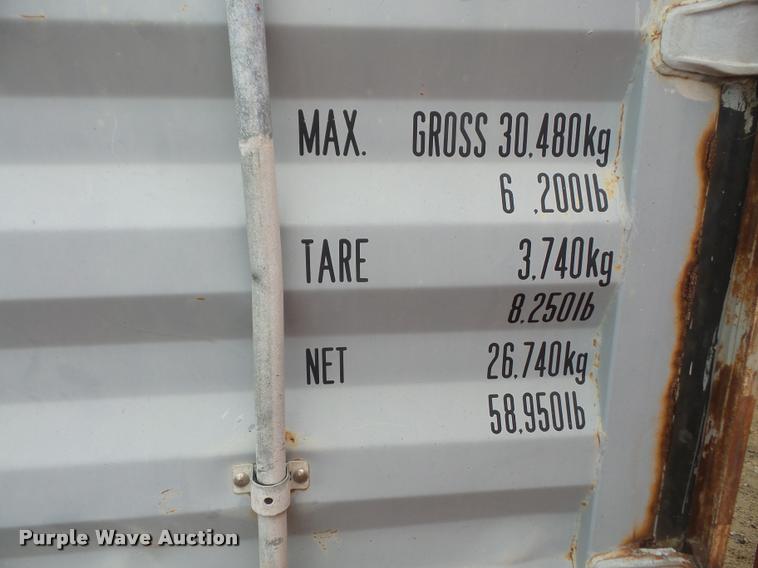 MAX. GROSS 30,480kg
6 ,200lb
TARE 3,740kg
8,250lb
NET 26,740kg
58,950lb
Purple Wave Auction